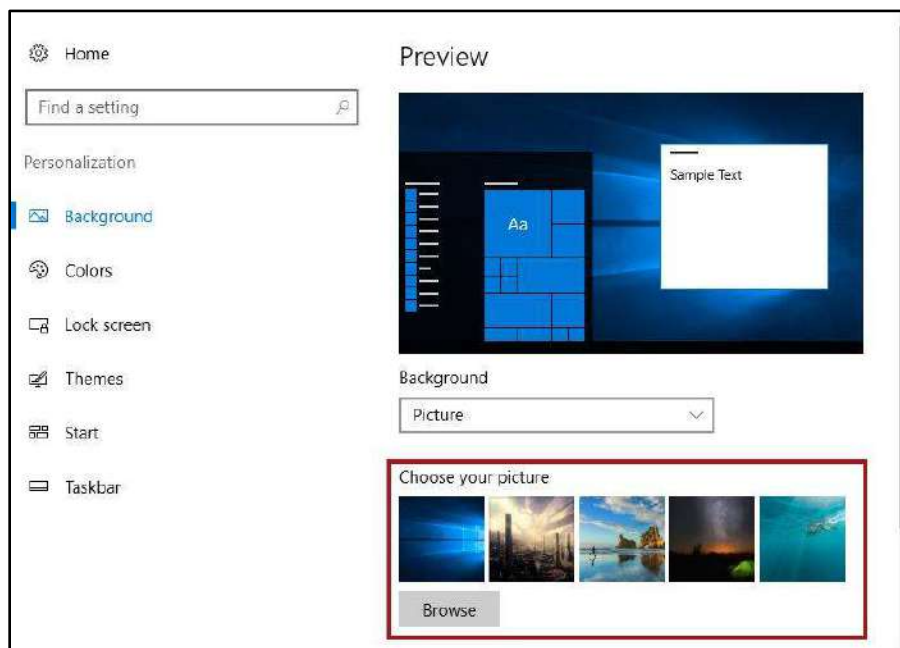 Home
Find a setting
Personalization
Background
Colors
Lock screen
Themes
Start
Taskbar
Preview
Sample Text
Aa
Background
Picture
Choose your picture
Browse